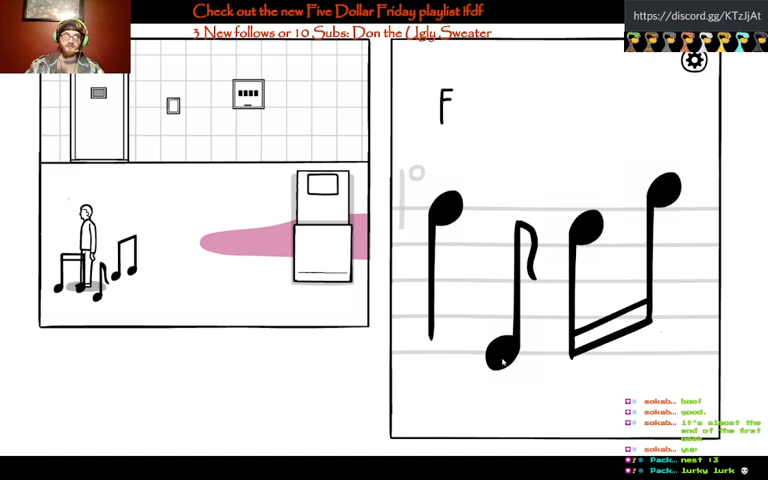 Check out the new Five Dollar Friday playlist !fdf
3 New follows or 10 Subs: Don the Ugly Sweater
https://discord.gg/KTzJjAt
F
1°
sokab… boo!
sokab… good.
sokab… it's almost the
end of the first
sokab… yup
Pack… nest :3
Pack… lurky lurk